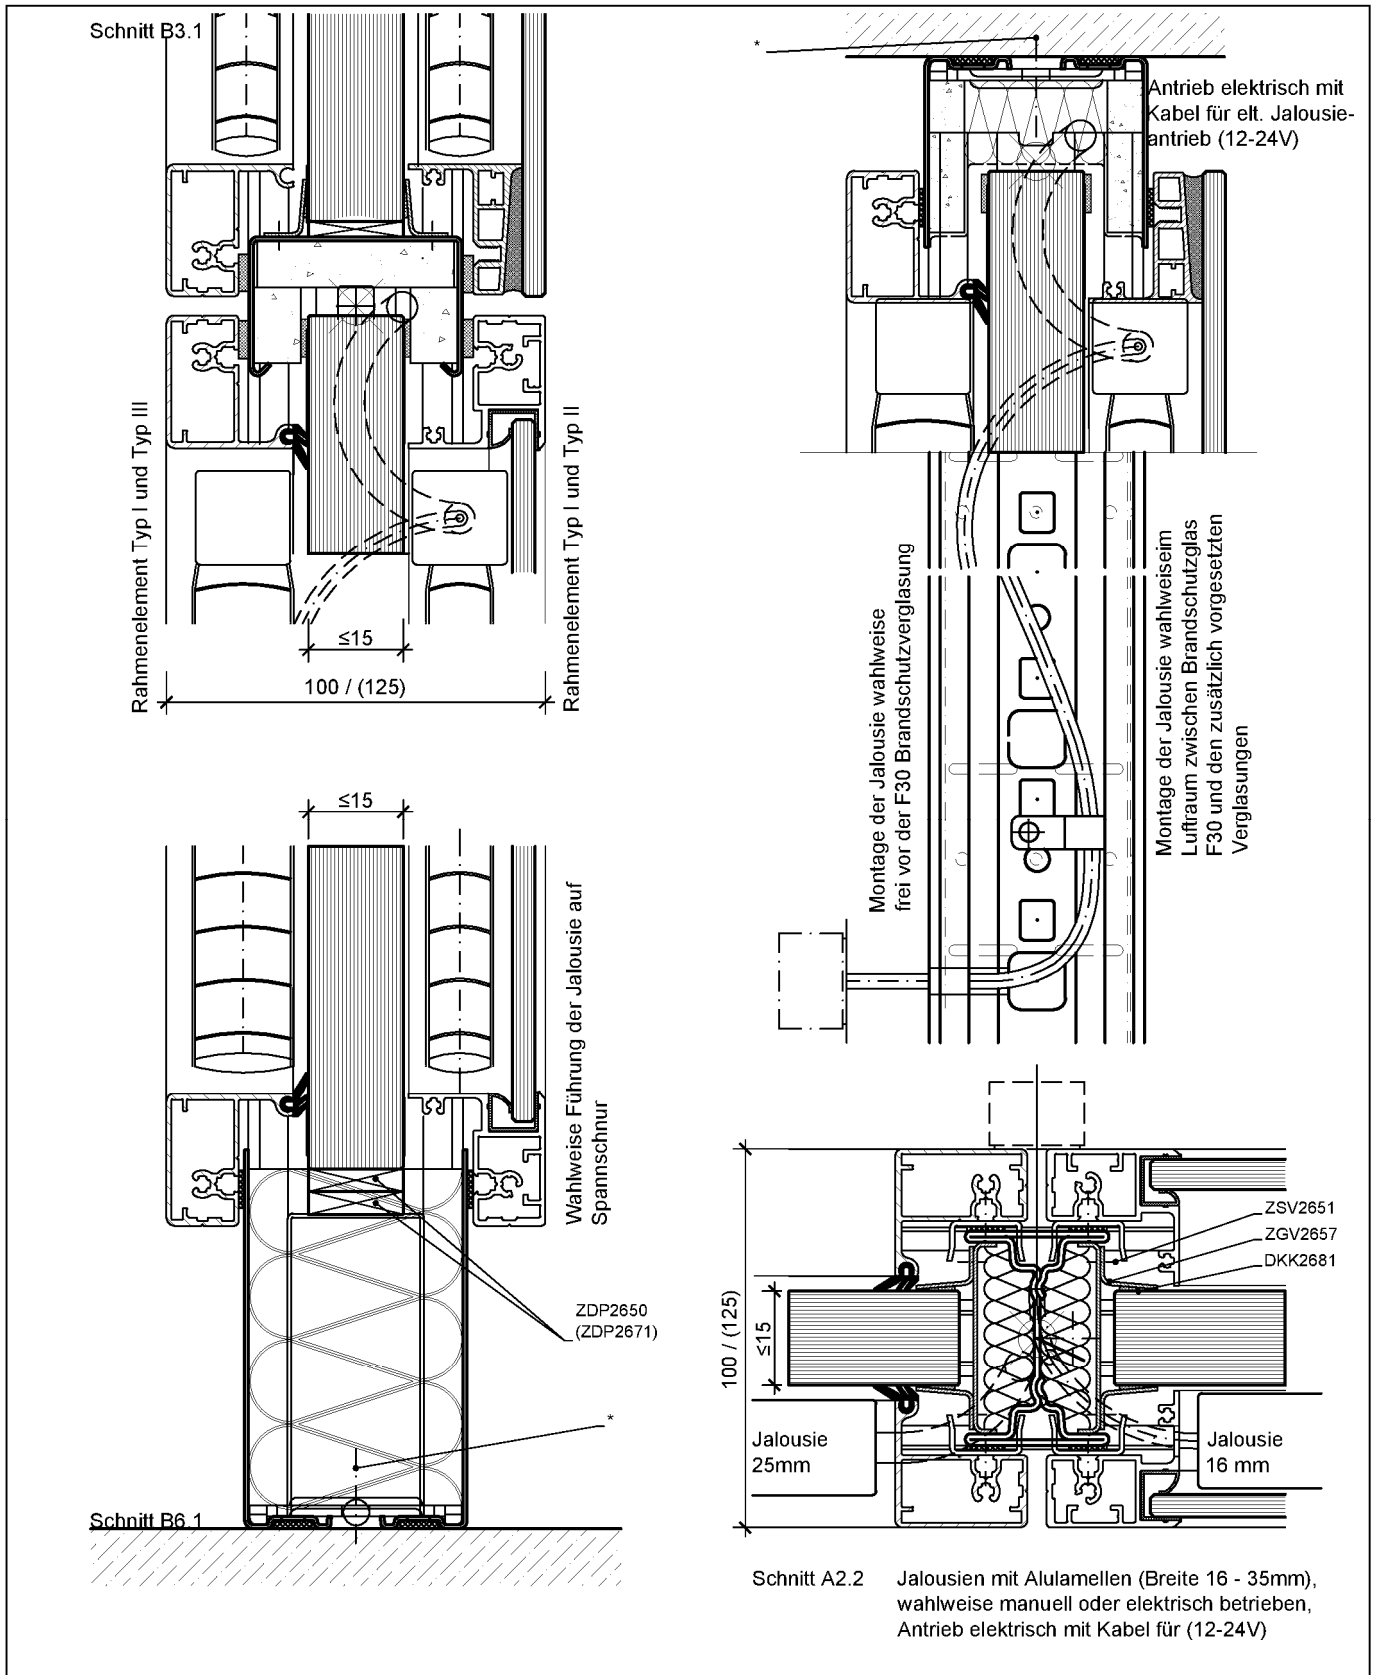 Schnitt B3.1
*
Antrieb elektrisch mit
Kabel für elt. Jalousie-
antrieb (12-24V)
Rahmenelement Typ I und Typ III
Rahmenelement Typ I und Typ II
≤15
100 / (125)
Montage der Jalousie wahlweise
frei vor der F30 Brandschutzverglasung
Montage der Jalousie wahlweiseim
Luftraum zwischen Brandschutzglas
F30 und den zusätzlich vorgesetzten
Verglasungen
≤15
Wahlweise Führung der Jalousie auf
Spannschnur
ZDP2650
(ZDP2671)
*
Schnitt B6.1
ZSV2651
ZGV2657
DKK2681
100 / (125)
≤15
Jalousie
25mm
Jalousie
16 mm
Schnitt A2.2
Jalousien mit Alulamellen (Breite 16 - 35mm),
wahlweise manuell oder elektrisch betrieben,
Antrieb elektrisch mit Kabel für (12-24V)